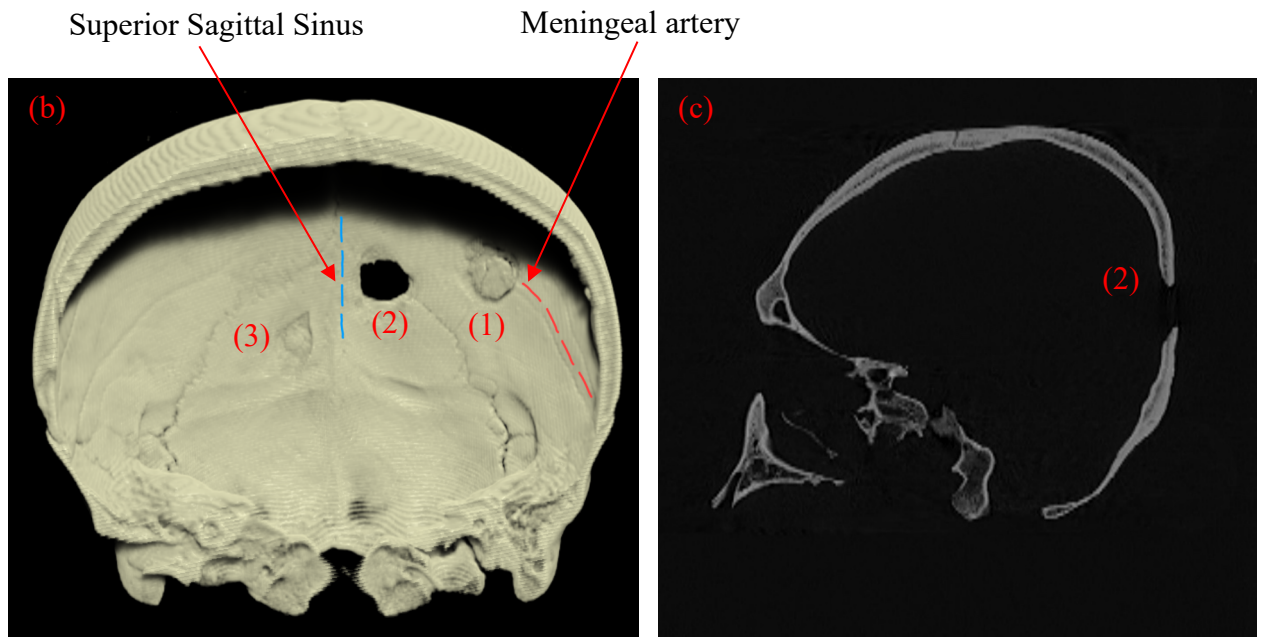 Superior Sagittal Sinus
Meningeal artery
(b)
(c)
(2)
(3)
(2)
(1)